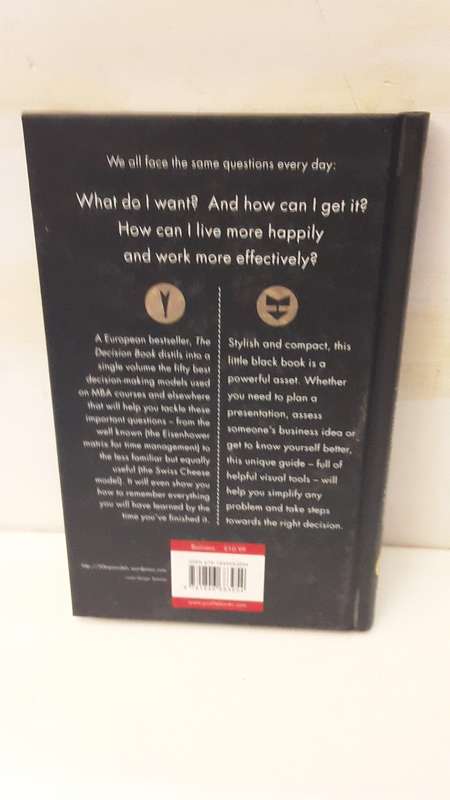 We all face the same questions every day:
What do I want? And how can I get it?
How can I live more happily
and work more effectively?
A European bestseller, The
Decision Book distils into a
single volume the fifty best
decision-making models used
on MBA courses and elsewhere
that will help you tackle these
important questions – from the
well known (the Eisenhower
matrix for time management) to
the less familiar but equally
useful (the Swiss Cheese
model). It will even show you
how to remember everything
you will have learned by the
time you've finished it.
Stylish and compact, this
little black book is a
powerful asset. Whether
you need to plan a
presentation, assess
someone's business idea or
get to know yourself better,
this unique guide – full of
helpful visual tools – will
help you simplify any
problem and take steps
towards the right decision.
Business £10.99